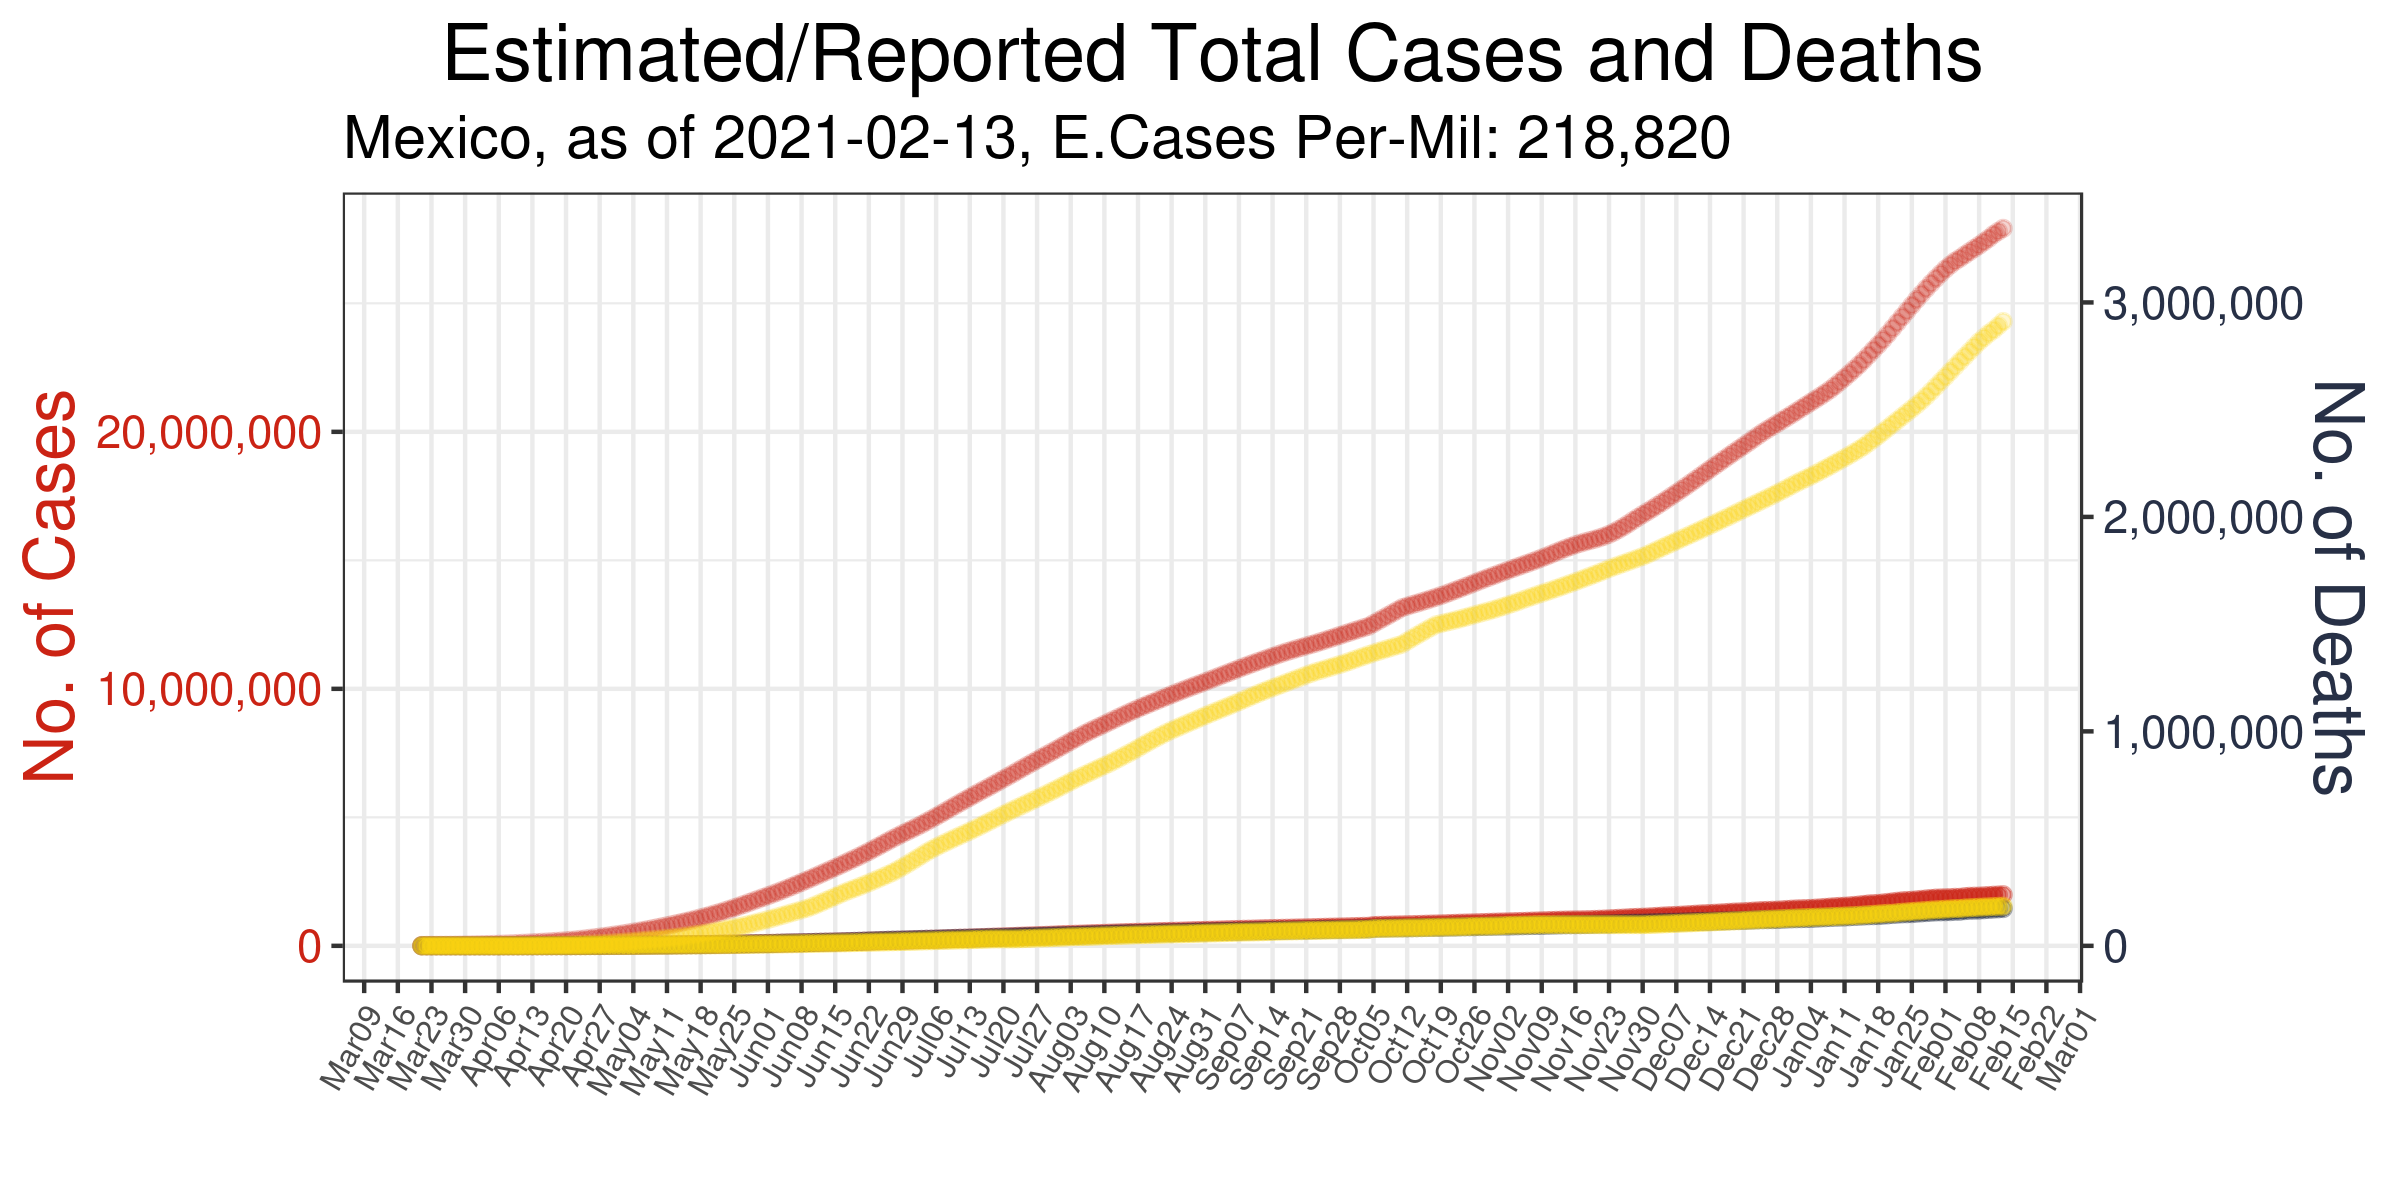 Estimated/Reported Total Cases and Deaths
Mexico, as of 2021-02-13, E.Cases Per-Mil: 218,820
No. of Cases
20,000,000
10,000,000
0
3,000,000
2,000,000
1,000,000
0
No. of Deaths
Mar09
Mar16
Mar23
Mar30
Apr06
Apr13
Apr20
Apr27
May04
May11
May18
May25
Jun01
Jun08
Jun15
Jun22
Jun29
Jul06
Jul13
Jul20
Jul27
Aug03
Aug10
Aug17
Aug24
Aug31
Sep07
Sep14
Sep21
Sep28
Oct05
Oct12
Oct19
Oct26
Nov02
Nov09
Nov16
Nov23
Nov30
Dec07
Dec14
Dec21
Dec28
Jan04
Jan11
Jan18
Jan25
Feb01
Feb08
Feb15
Feb22
Mar01